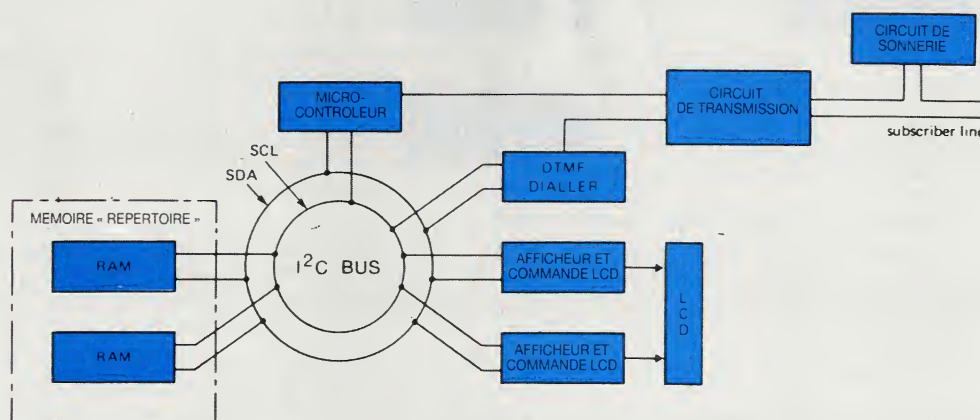 CIRCUIT DE
SONNERIE
MICRO-
CONTROLEUR
CIRCUIT
DE TRANSMISSION
subscriber line
SCL
SDA
DTMF
DIALLER
MEMOIRE « REPERTOIRE »
RAM
I²C BUS
AFFICHEUR ET
COMMANDE LCD
L
C
D
RAM
AFFICHEUR ET
COMMANDE LCD